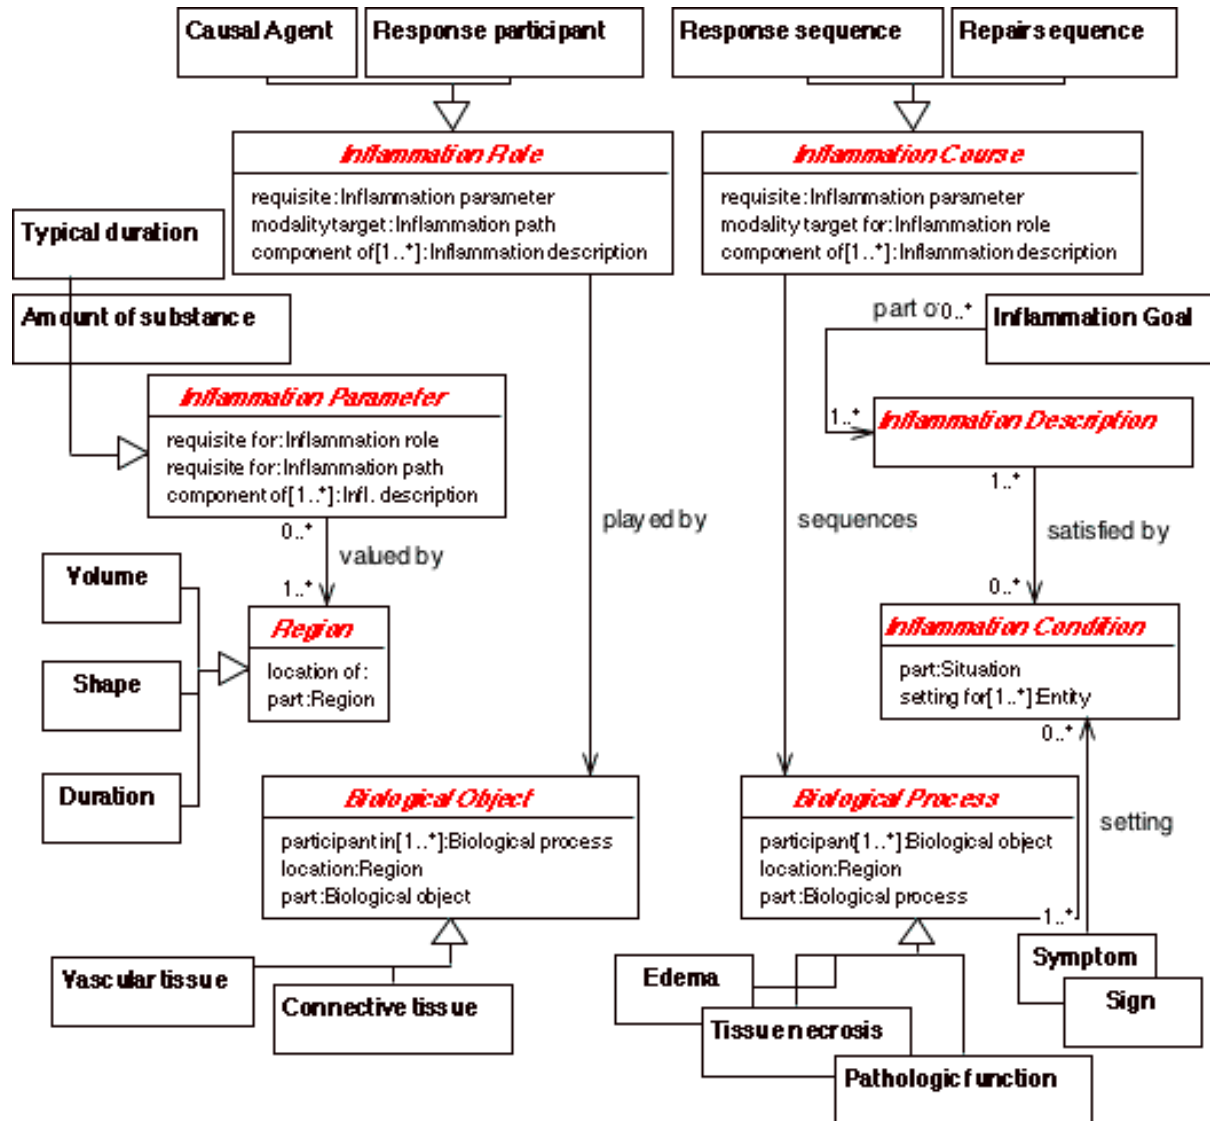 Causal Agent
Response participant
Response sequence
Repair sequence
Inflammation Role
requisite:Inflammation parameter
modality target:Inflammation path
component of[1..*]:Inflammation description
Inflammation Course
requisite:Inflammation parameter
modality target for:Inflammation role
component of[1..*]:Inflammation description
Typical duration
Amount of substance
part o
0..*
Inflammation Goal
Inflammation Parameter
requisite for:Inflammation role
requisite for:Inflammation path
component of[1..*]:Infl. description
1..*
Inflammation Description
0..*
valued by
1..*
played by
sequences
1..*
satisfied by
0..*
Volume
Shape
Duration
Region
location of:
part:Region
Inflammation Condition
part:Situation
setting for[1..*]:Entity
0..*
setting
Biological Object
participant in[1..*]:Biological process
location:Region
part:Biological object
Biological Process
participant[1..*]:Biological object
location:Region
part:Biological process
1..*
Vascular tissue
Connective tissue
Edema
Tissue necrosis
Pathologic function
Symptom
Sign